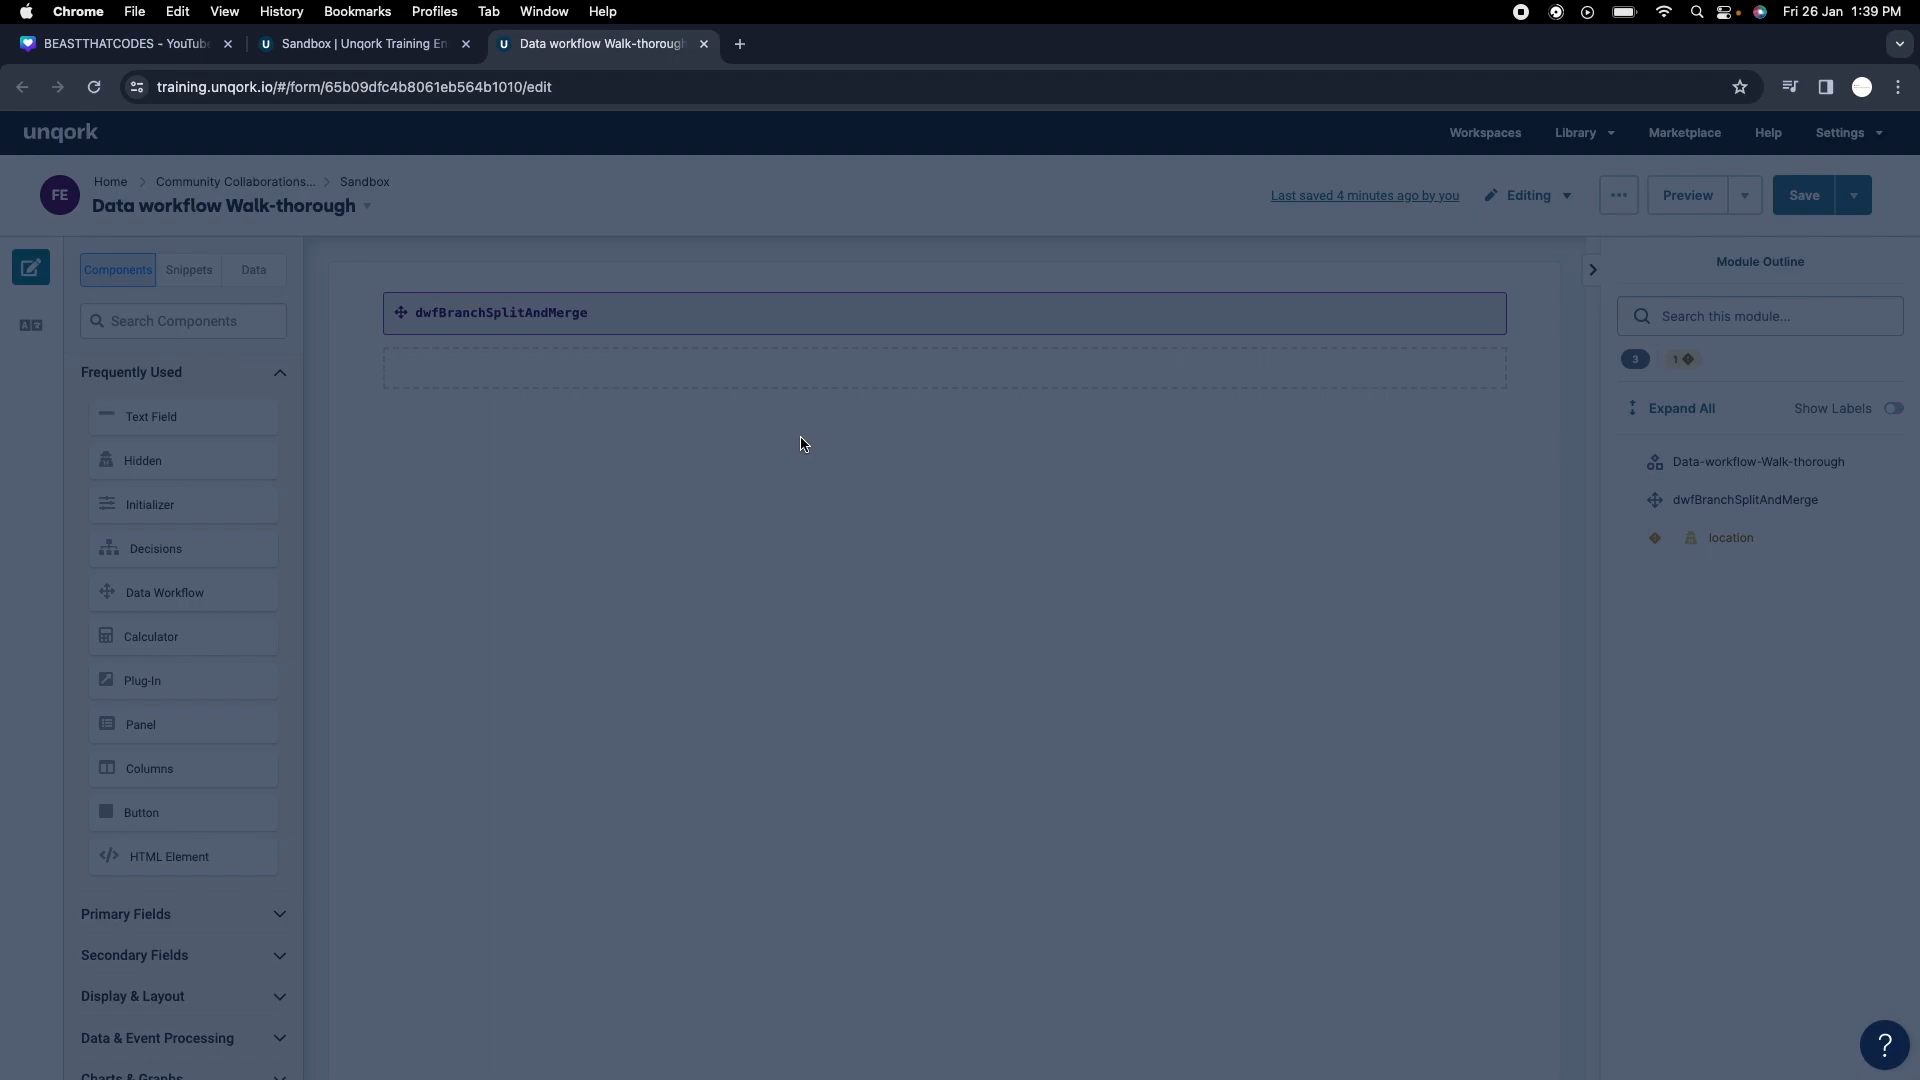 Chrome File Edit View History Bookmarks Profiles Tab Window Help Fri 26 Jan 1:39 PM
BEASTTHATCODES - YouTube Sandbox | Unqork Training En Data workflow Walk-thorough
training.unqork.io/#/form/65b09dfc4b8061eb564b1010/edit
unqork Workspaces Library Marketplace Help Settings
FE Home Community Collaborations... Sandbox
Data workflow Walk-thorough Last saved 4 minutes ago by you Editing ... Preview Save
Components Snippets Data Module Outline
Search Components dwfBranchSplitAndMerge Search this module...
3 1
Frequently Used
Expand All Show Labels
Text Field
Hidden Data-workflow-Walk-thorough
Initializer dwfBranchSplitAndMerge
Decisions location
Data Workflow
Calculator
Plug-In
Panel
Columns
Button
HTML Element
Primary Fields
Secondary Fields
Display & Layout
Data & Event Processing
Charts & Graphs
?